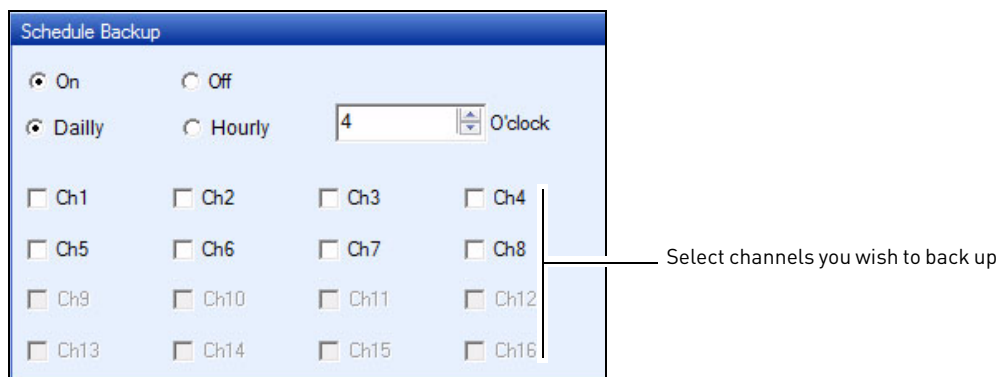 Schedule Backup
On Off
Dailly Hourly 4 O'clock
Ch1 Ch2 Ch3 Ch4
Ch5 Ch6 Ch7 Ch8
Select channels you wish to back up
Ch9 Ch10 Ch11 Ch12
Ch13 Ch14 Ch15 Ch16